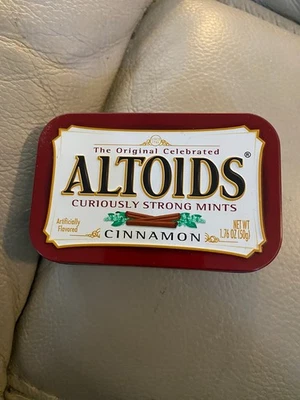 The Original Celebrated
ALTOIDS®
CURIOUSLY STRONG MINTS
Artificially
Flavored
CINNAMON
NET WT
1.76 OZ (50g)